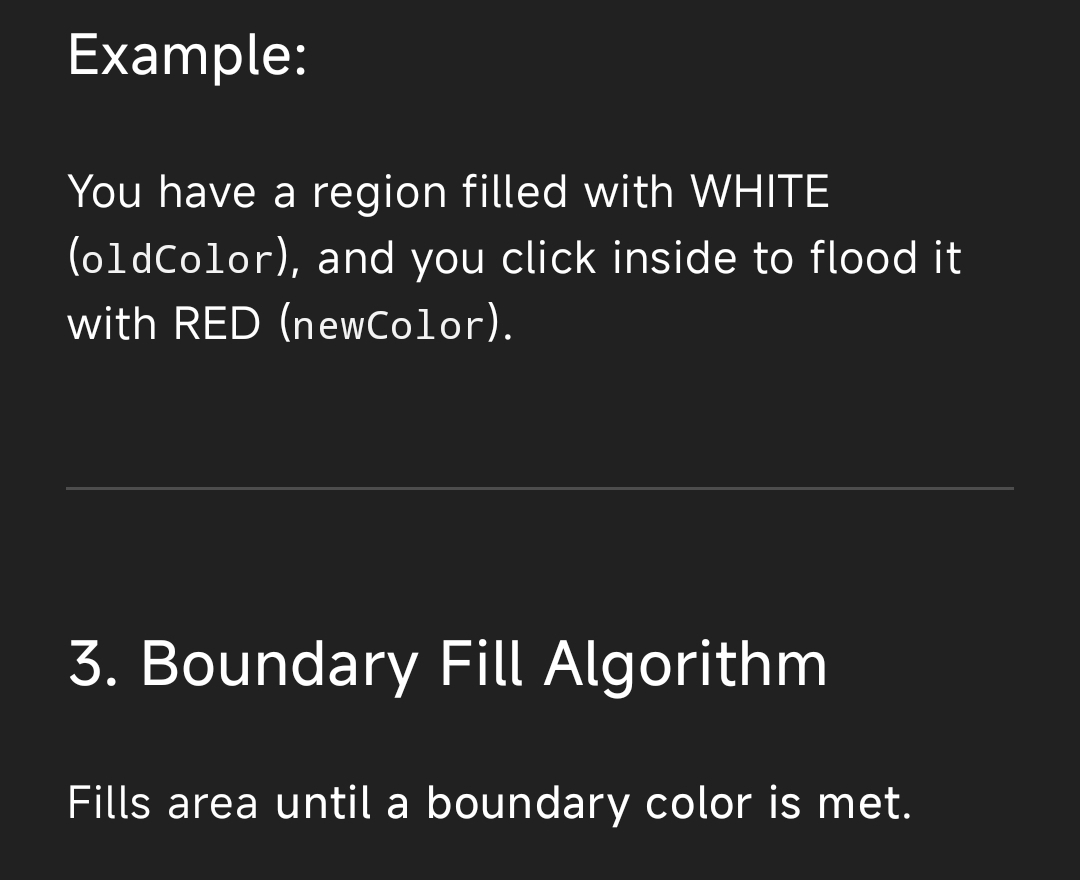 Example:
You have a region filled with WHITE
(oldColor), and you click inside to flood it
with RED (newColor).
3. Boundary Fill Algorithm
Fills area until a boundary color is met.